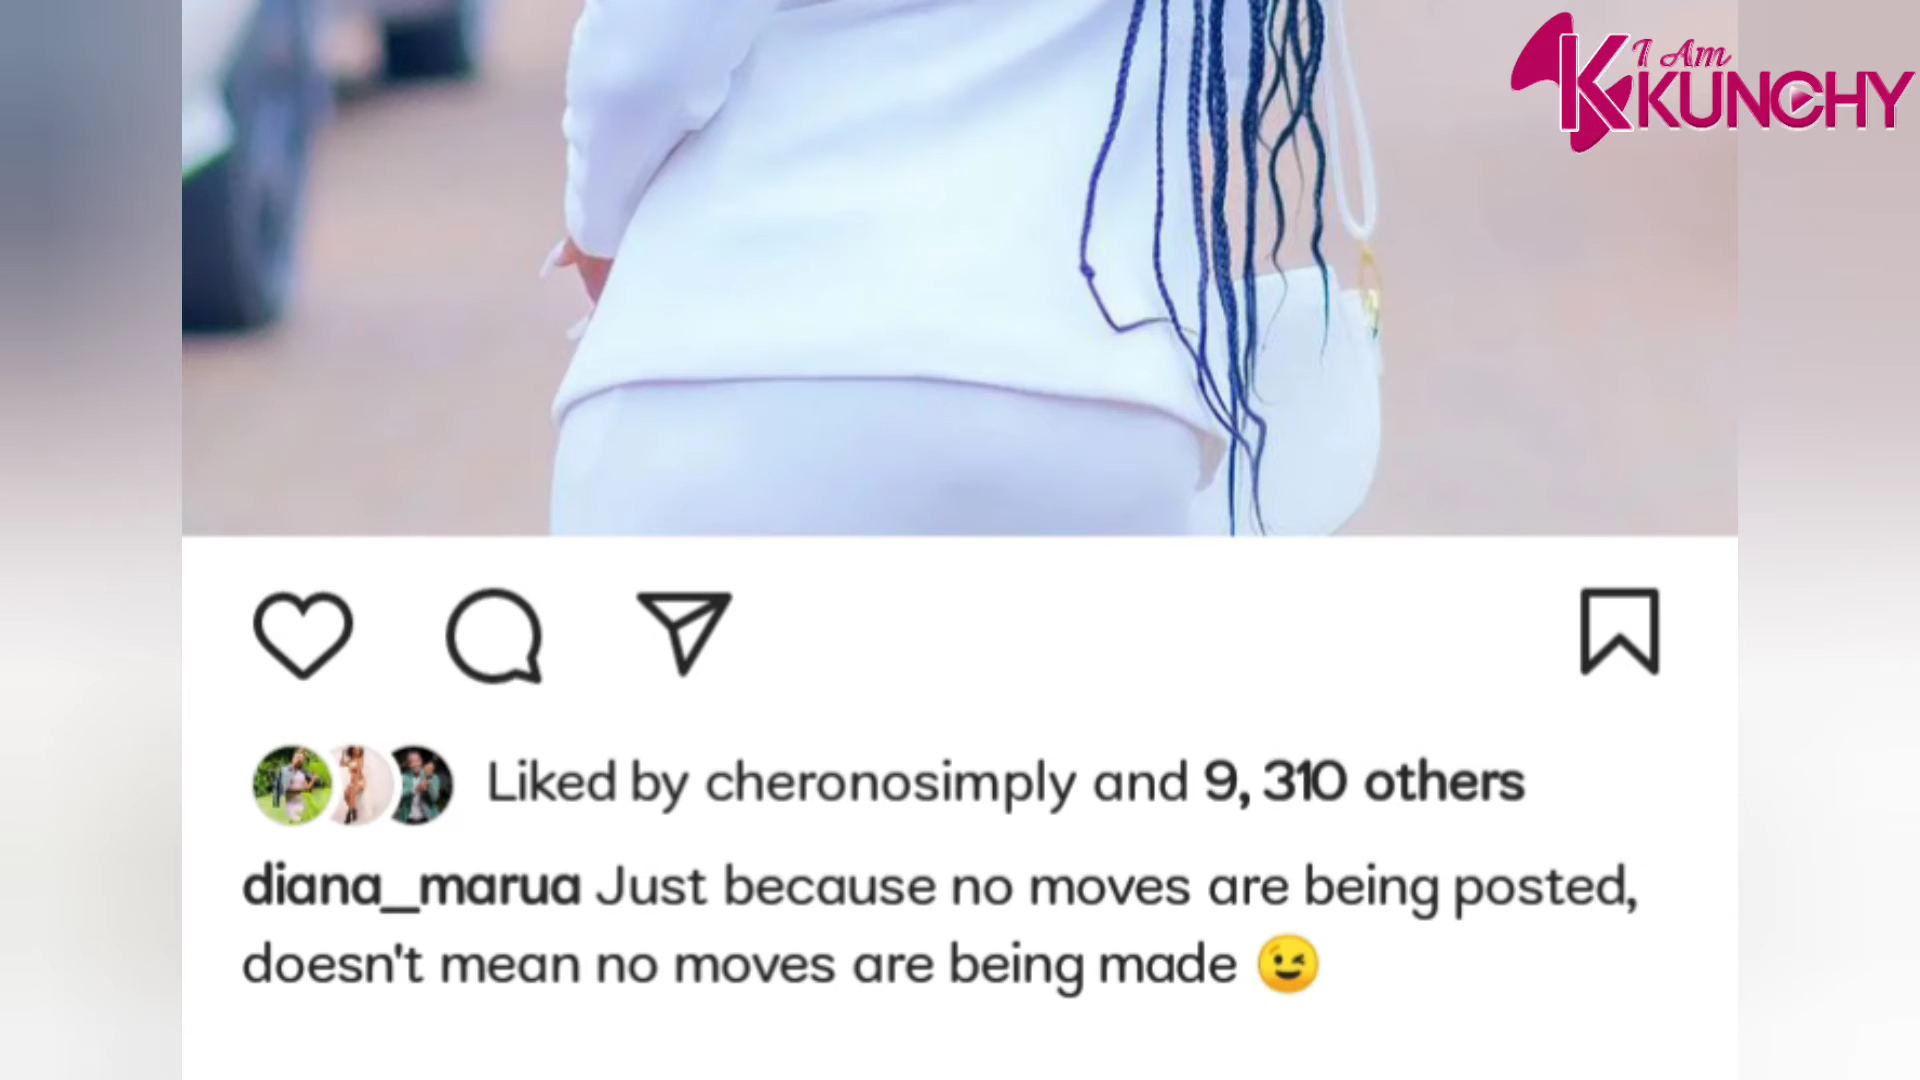 I Am
K KUNCHY
Liked by cheronosimply and 9, 310 others
diana_marua Just because no moves are being posted,
doesn't mean no moves are being made 😉